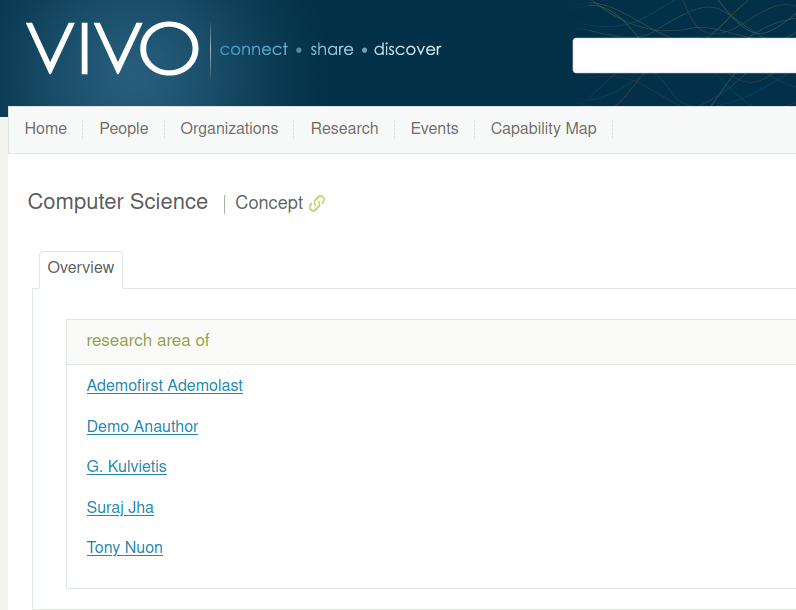 VIVO connect • share • discover
Home People Organizations Research Events Capability Map
Computer Science | Concept
Overview
research area of
Ademofirst Ademolast
Demo Anauthor
G. Kulvietis
Suraj Jha
Tony Nuon